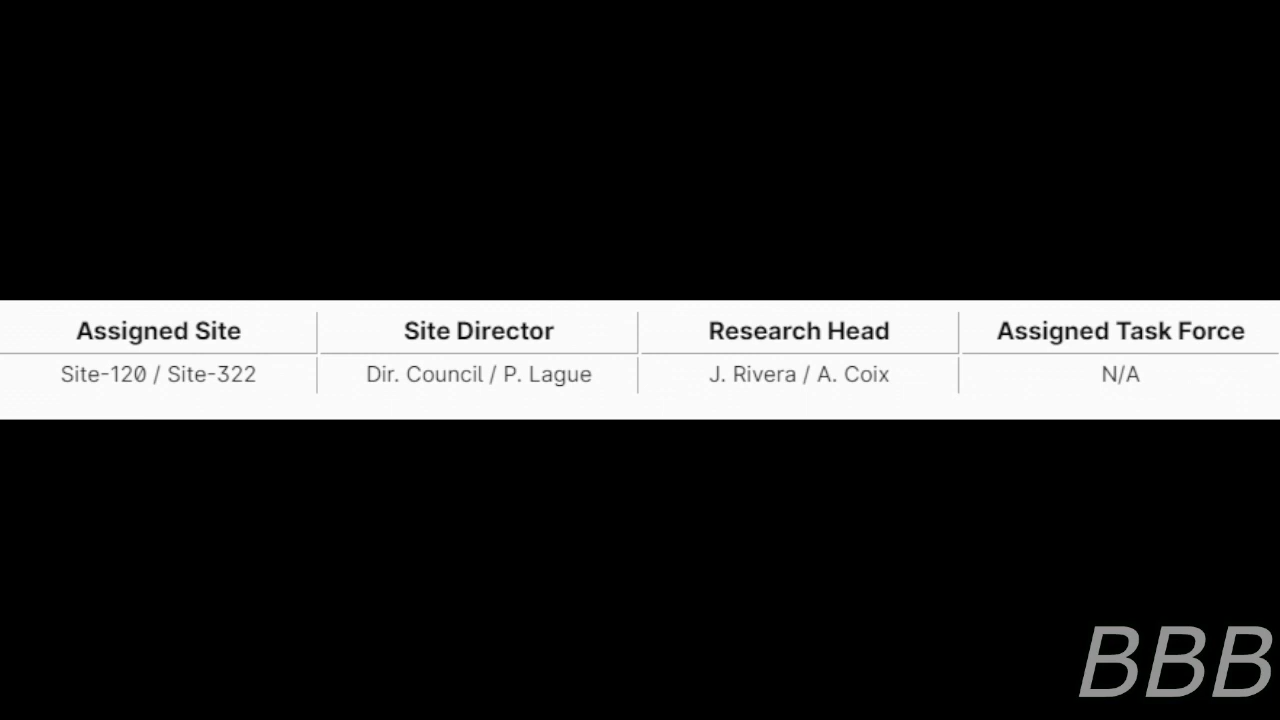 Assigned Site Site Director Research Head Assigned Task Force
Site-120 / Site-322 Dir. Council / P. Lague J. Rivera / A. Coix N/A
BBB